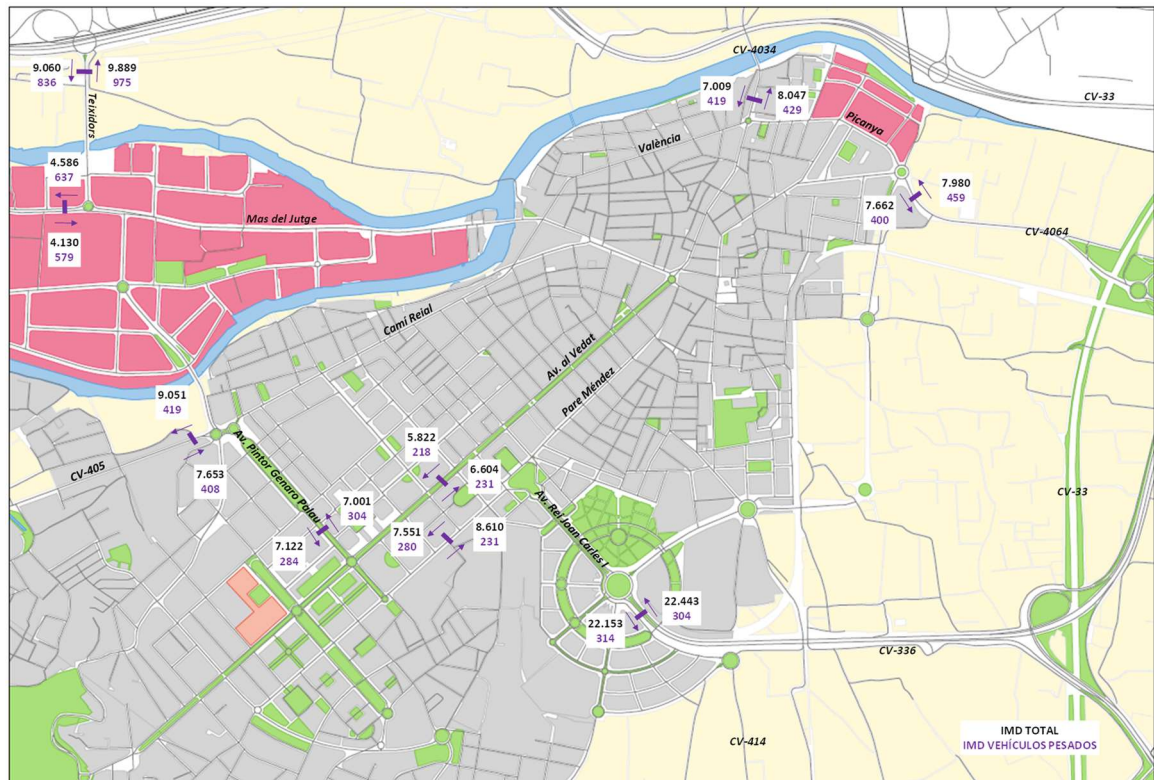 CV-4034
9.060
836
9.889
975
7.009
419
8.047
429
CV-33
Teixidors
Picanya
València
4.586
637
7.980
459
7.662
400
Mas del Jutge
4.130
579
CV-4064
Camí Reial
Av. al Vedat
Pare Méndez
9.051
419
5.822
218
Av. Pintor Genaro Palau
CV-405
6.604
231
7.653
408
7.001
304
Av. Rei Joan Carles I
CV-33
7.551
280
8.610
231
7.122
284
22.443
304
22.153
314
CV-336
IMD TOTAL
IMD VEHÍCULOS PESADOS
CV-414